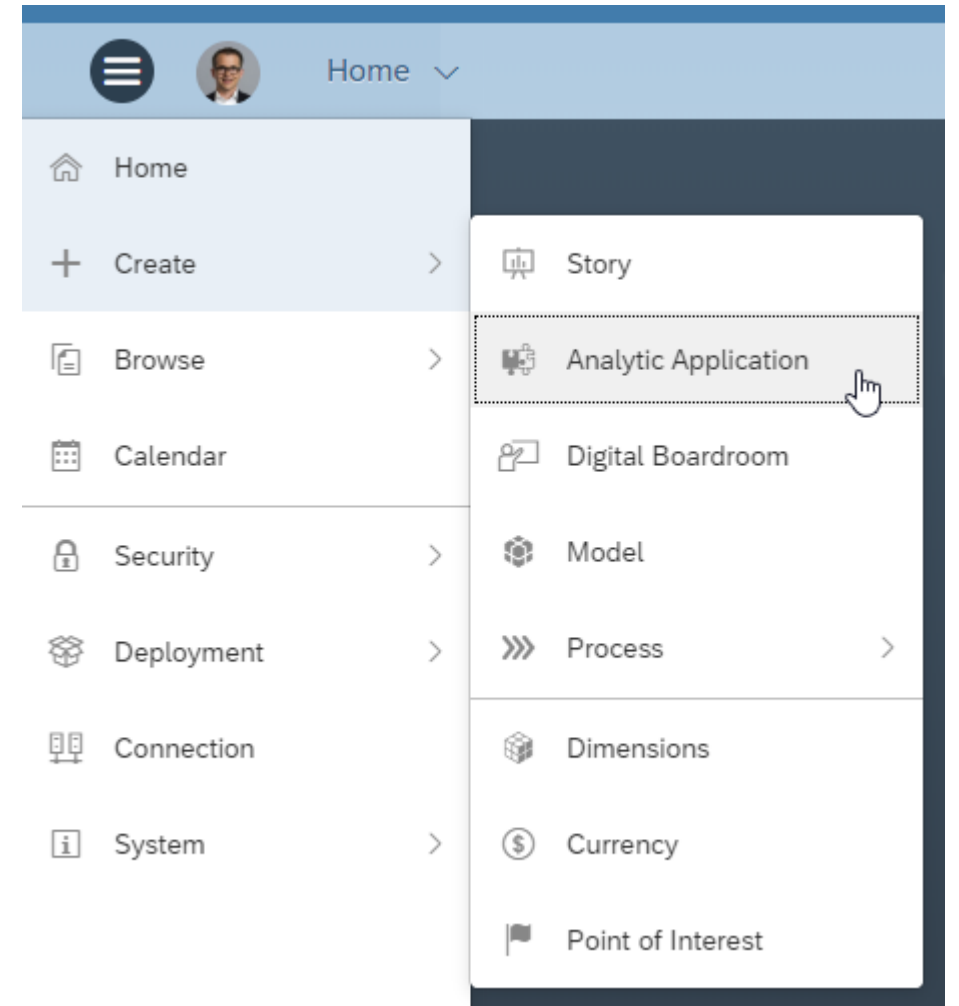 Home
Home
Create
Browse
Calendar
Security
Deployment
Connection
System
Story
Analytic Application
Digital Boardroom
Model
Process
Dimensions
Currency
Point of Interest